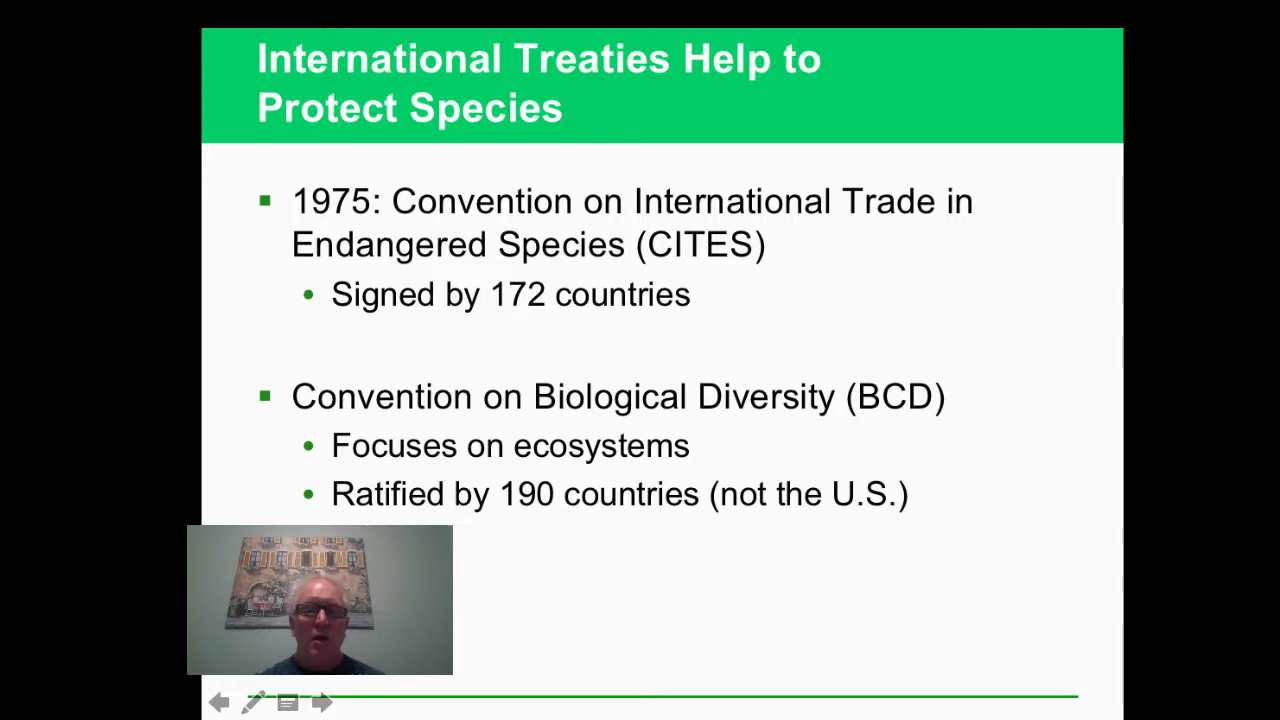 International Treaties Help to
Protect Species
1975: Convention on International Trade in
Endangered Species (CITES)
Signed by 172 countries
Convention on Biological Diversity (BCD)
Focuses on ecosystems
Ratified by 190 countries (not the U.S.)